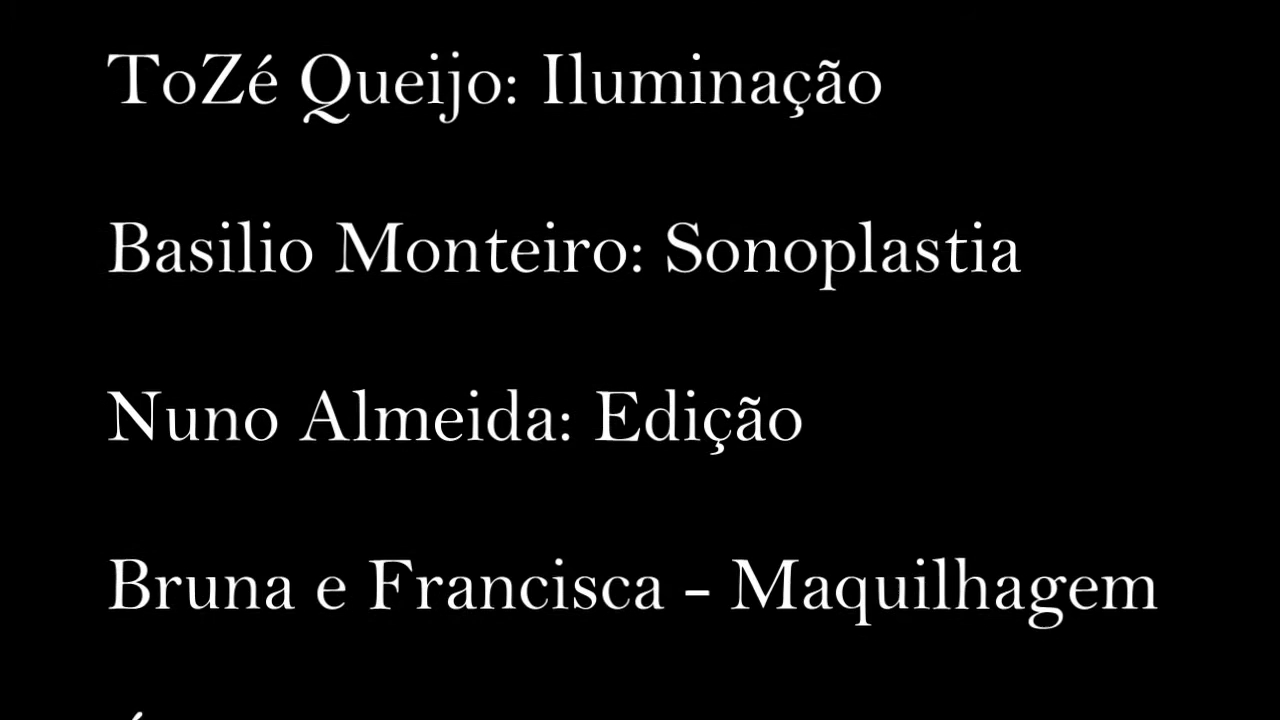 ToZé Queijo: Iluminação
Basilio Monteiro: Sonoplastia
Nuno Almeida: Edição
Bruna e Francisca - Maquilhagem